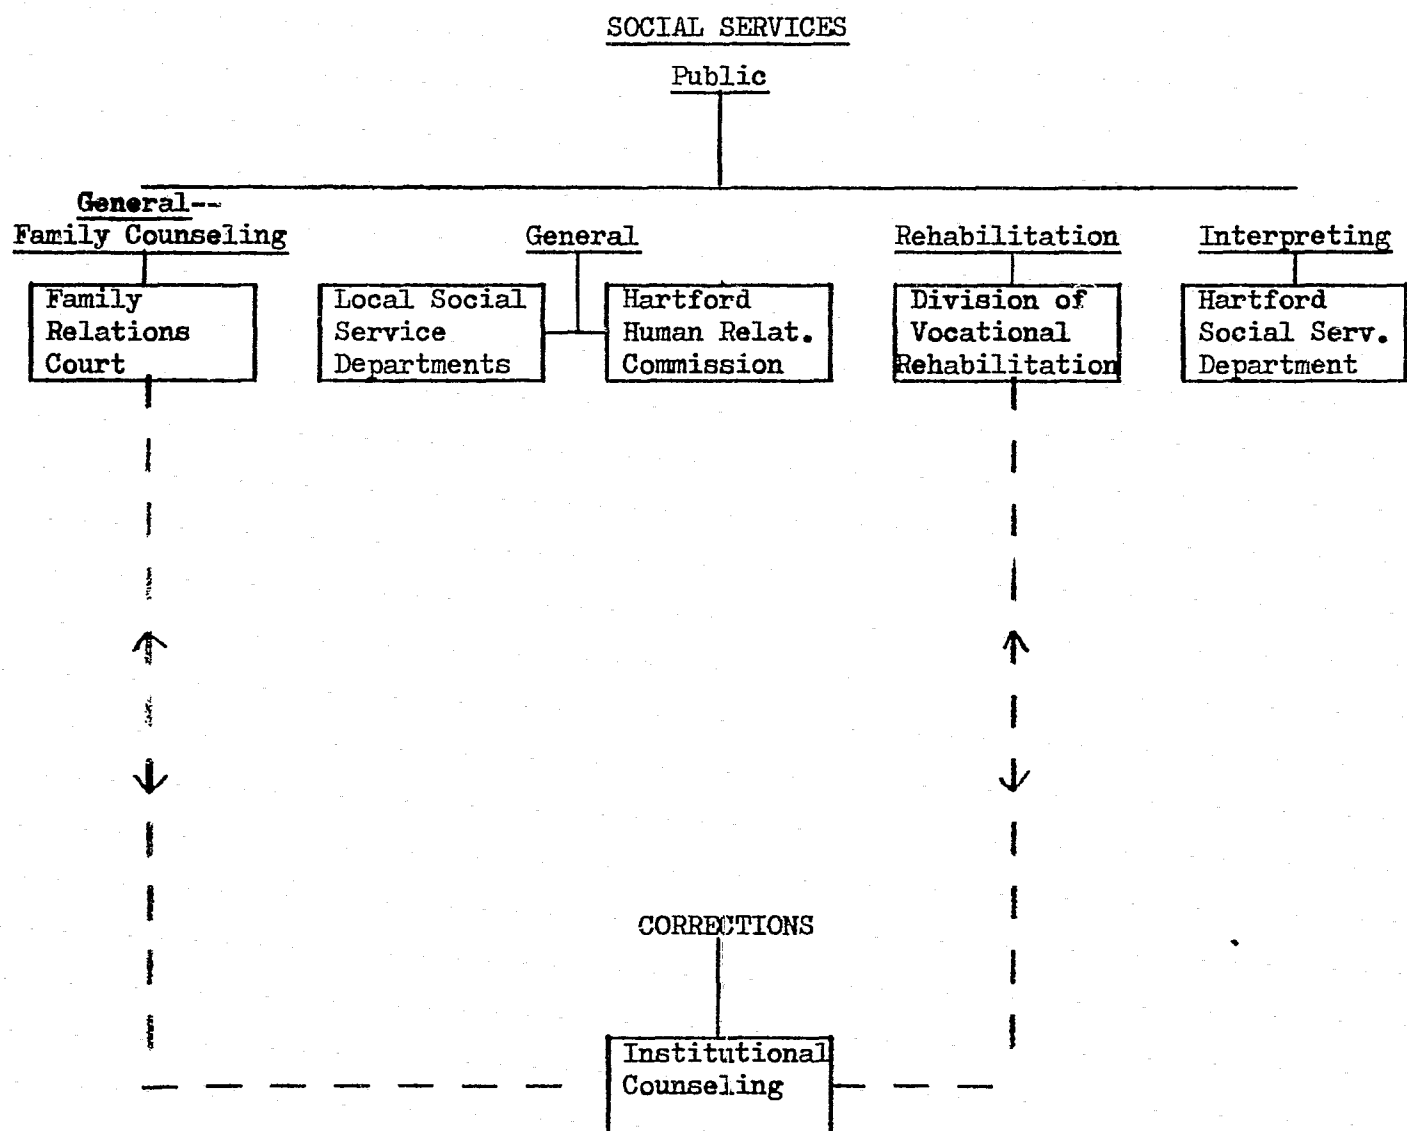 SOCIAL SERVICES
Public
General--
Family Counseling
General
Rehabilitation
Interpreting
Family
Relations
Court
Local Social
Service
Departments
Hartford
Human Relat.
Commission
Division of
Vocational
Rehabilitation
Hartford
Social Serv.
Department
CORRECTIONS
Institutional
Counseling